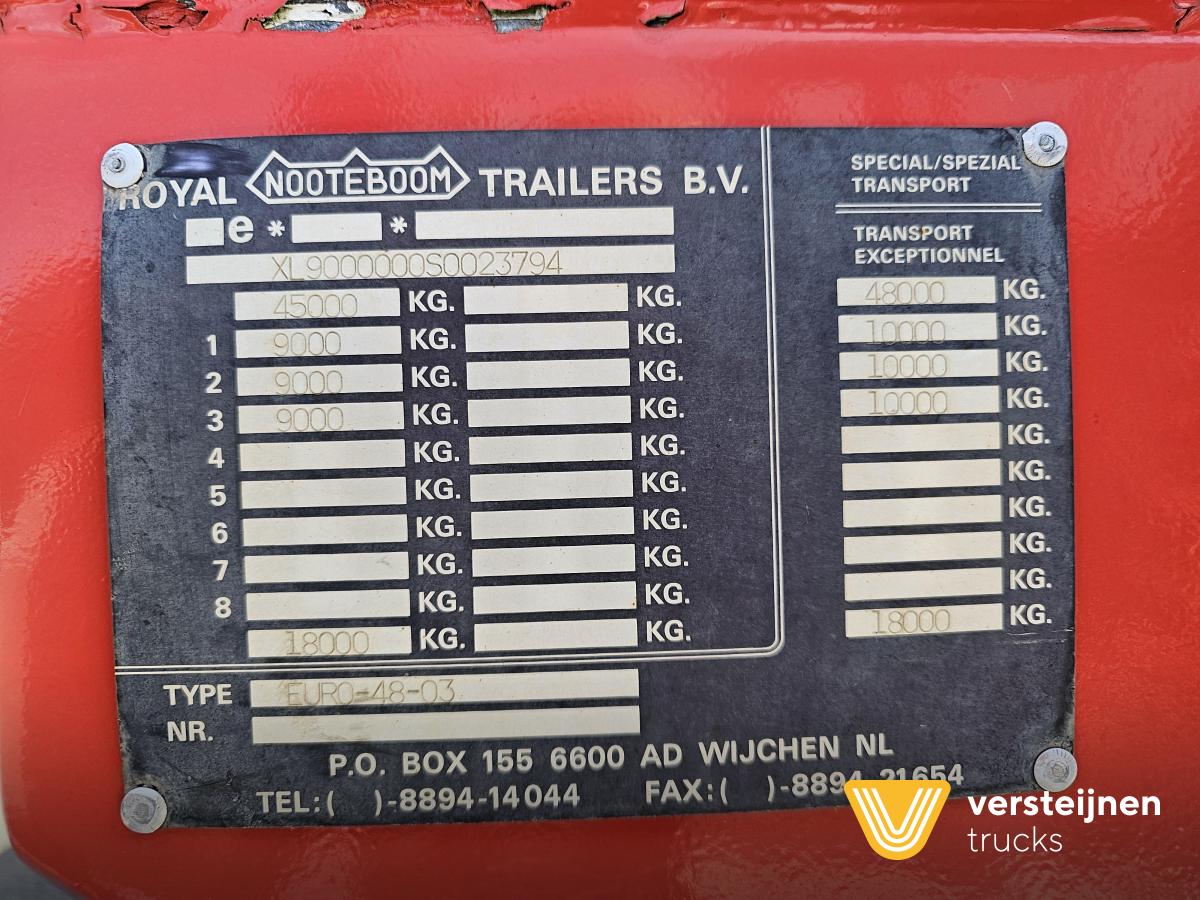 ROYAL NOOTEBOOM TRAILERS B.V.
e * *
XL9000000S0023794
45000 KG. KG.
1 9000 KG. KG.
2 9000 KG. KG.
3 9000 KG. KG.
4 KG. KG.
5 KG. KG.
6 KG. KG.
7 KG. KG.
8 KG. KG.
18000 KG. KG.
SPECIAL/SPEZIAL
TRANSPORT
TRANSPORT
EXCEPTIONNEL
48000 KG.
10000 KG.
10000 KG.
10000 KG.
KG.
KG.
KG.
KG.
KG.
18000 KG.
TYPE EURO-48-03
NR.
P.O. BOX 155 6600 AD WIJCHEN NL
TEL:( )-8894-14044 FAX:( )-8894-21654
versteijnen
trucks